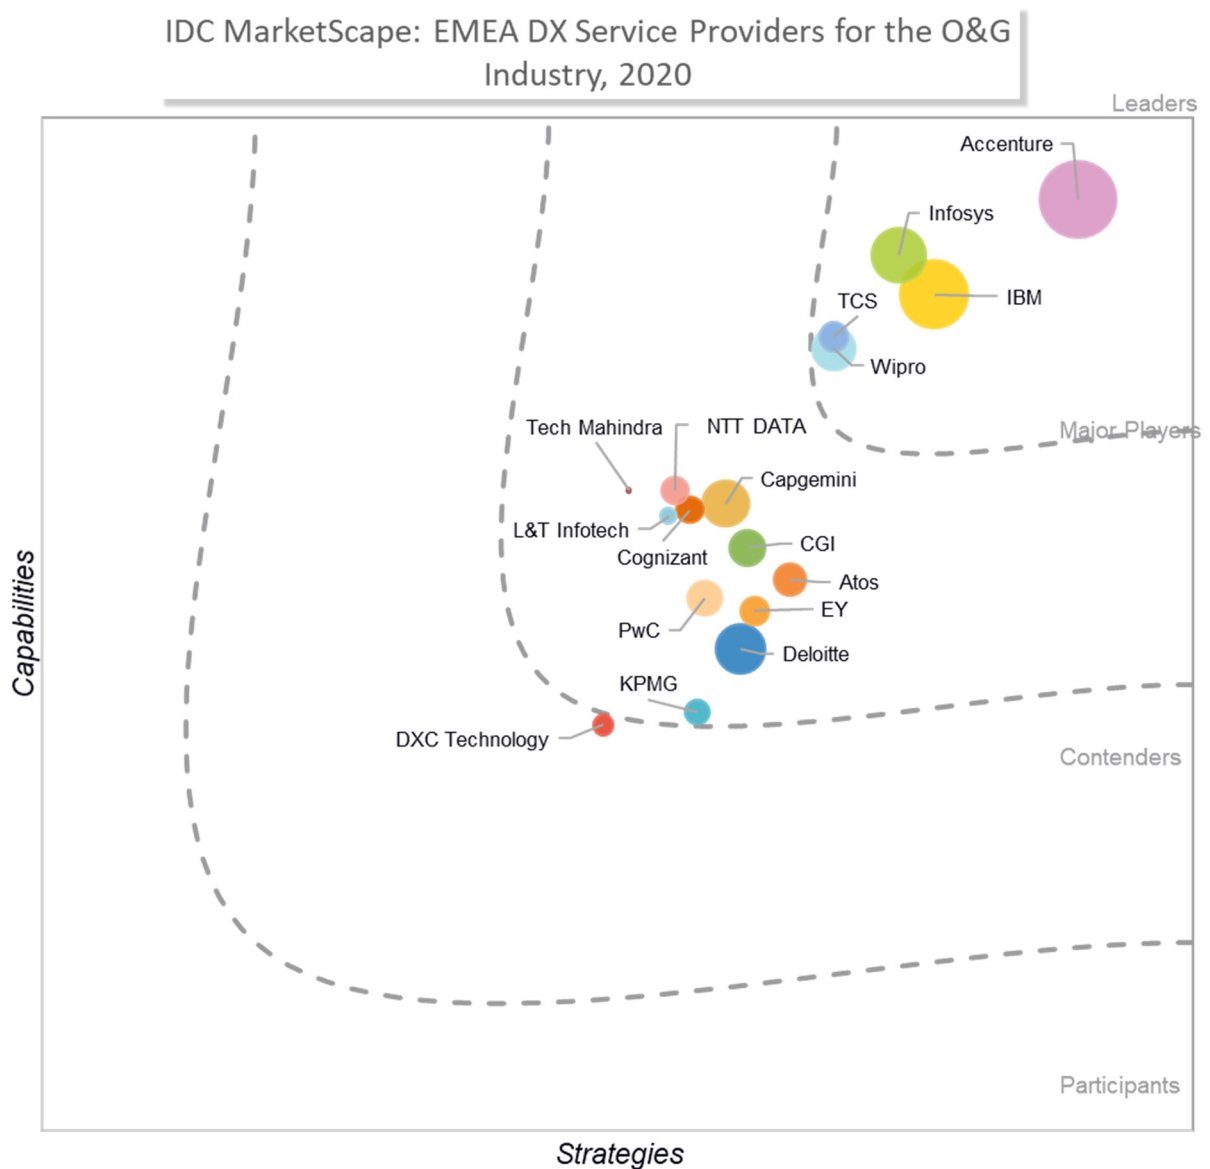 IDC MarketScape: EMEA DX Service Providers for the O&G
Industry, 2020
Leaders
Accenture
Infosys
IBM
TCS
Wipro
Major Players
Tech Mahindra
NTT DATA
Capgemini
L&T Infotech
Cognizant
CGI
Atos
EY
PwC
Deloitte
KPMG
DXC Technology
Contenders
Participants
Capabilities
Strategies